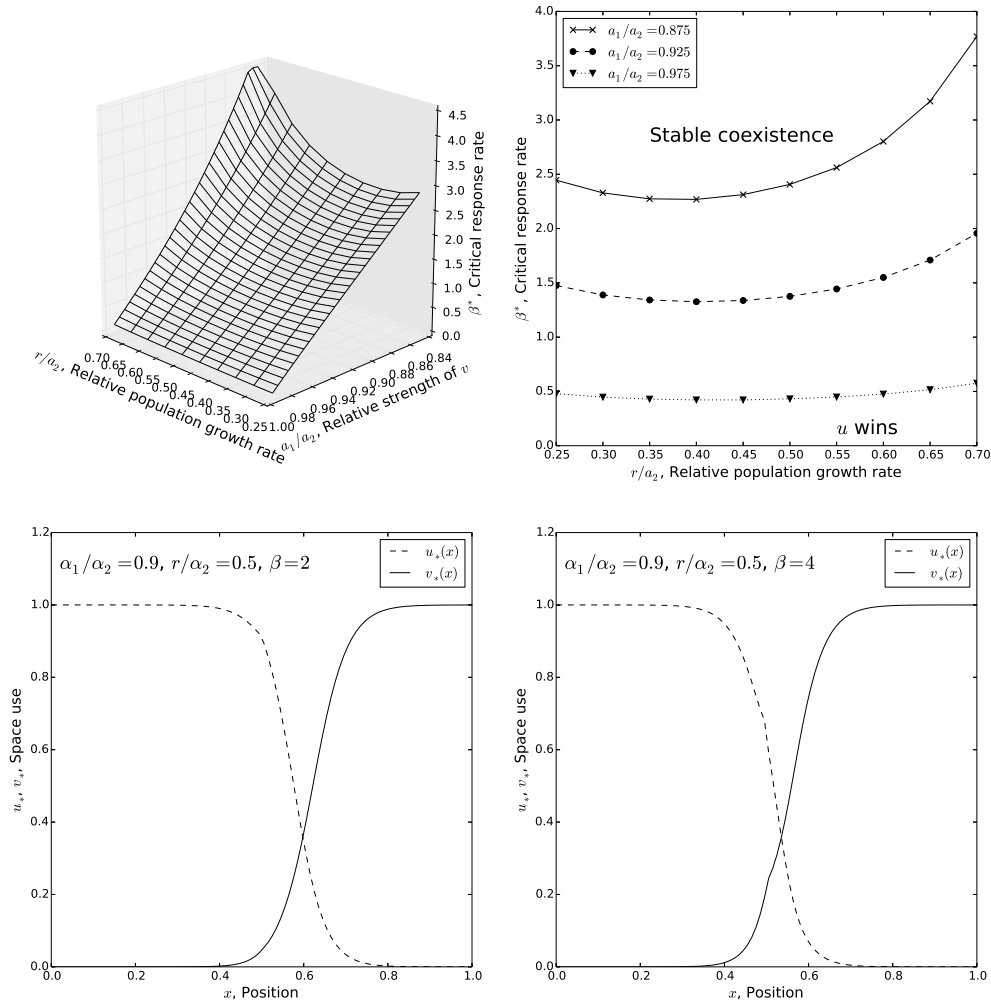 4.5
4.0
3.5
3.0
2.5
2.0
1.5
1.0
0.5
0.0
β*, Critical response rate
0.70
0.65
0.60
0.55
0.50
0.45
0.40
0.35
0.30
0.25
r/a₂, Relative population growth rate
1.00
0.98
0.96
0.94
0.92
0.90
0.88
0.86
0.84
a₁/a₂, Relative strength of v
4.0
3.5
3.0
2.5
2.0
1.5
1.0
0.5
0.0
β*, Critical response rate
a₁/a₂ =0.875
a₁/a₂ =0.925
a₁/a₂ =0.975
Stable coexistence
u wins
0.25 0.30 0.35 0.40 0.45 0.50 0.55 0.60 0.65 0.70
r/a₂, Relative population growth rate
1.2
1.0
0.8
0.6
0.4
0.2
0.0
u∗, v∗, Space use
α₁/α₂ =0.9, r/α₂ =0.5, β=2
u∗(x)
v∗(x)
0.0 0.2 0.4 0.6 0.8 1.0
x, Position
1.2
1.0
0.8
0.6
0.4
0.2
0.0
u∗, v∗, Space use
α₁/α₂ =0.9, r/α₂ =0.5, β=4
u∗(x)
v∗(x)
0.0 0.2 0.4 0.6 0.8 1.0
x, Position